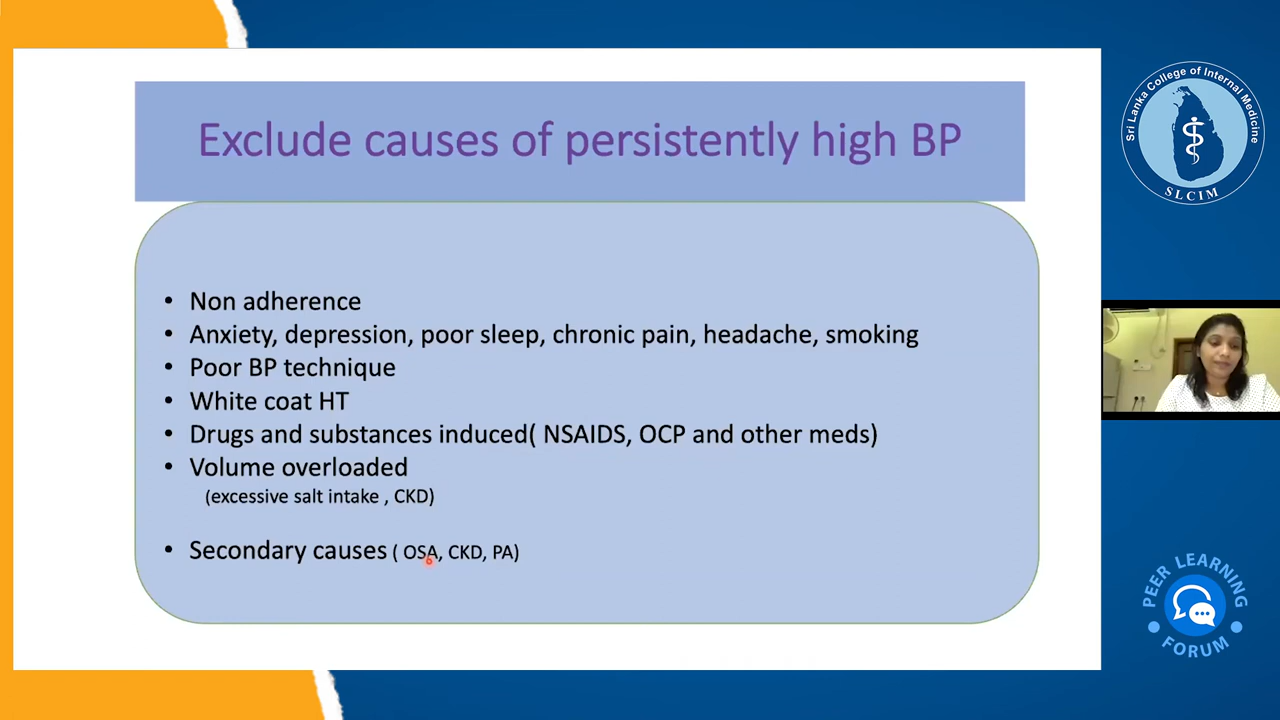 Exclude causes of persistently high BP
• Non adherence
• Anxiety, depression, poor sleep, chronic pain, headache, smoking
• Poor BP technique
• White coat HT
• Drugs and substances induced( NSAIDS, OCP and other meds)
• Volume overloaded
(excessive salt intake , CKD)
• Secondary causes ( OSA, CKD, PA)
Sri Lanka College of Internal Medicine
SLCIM
PEER LEARNING
FORUM